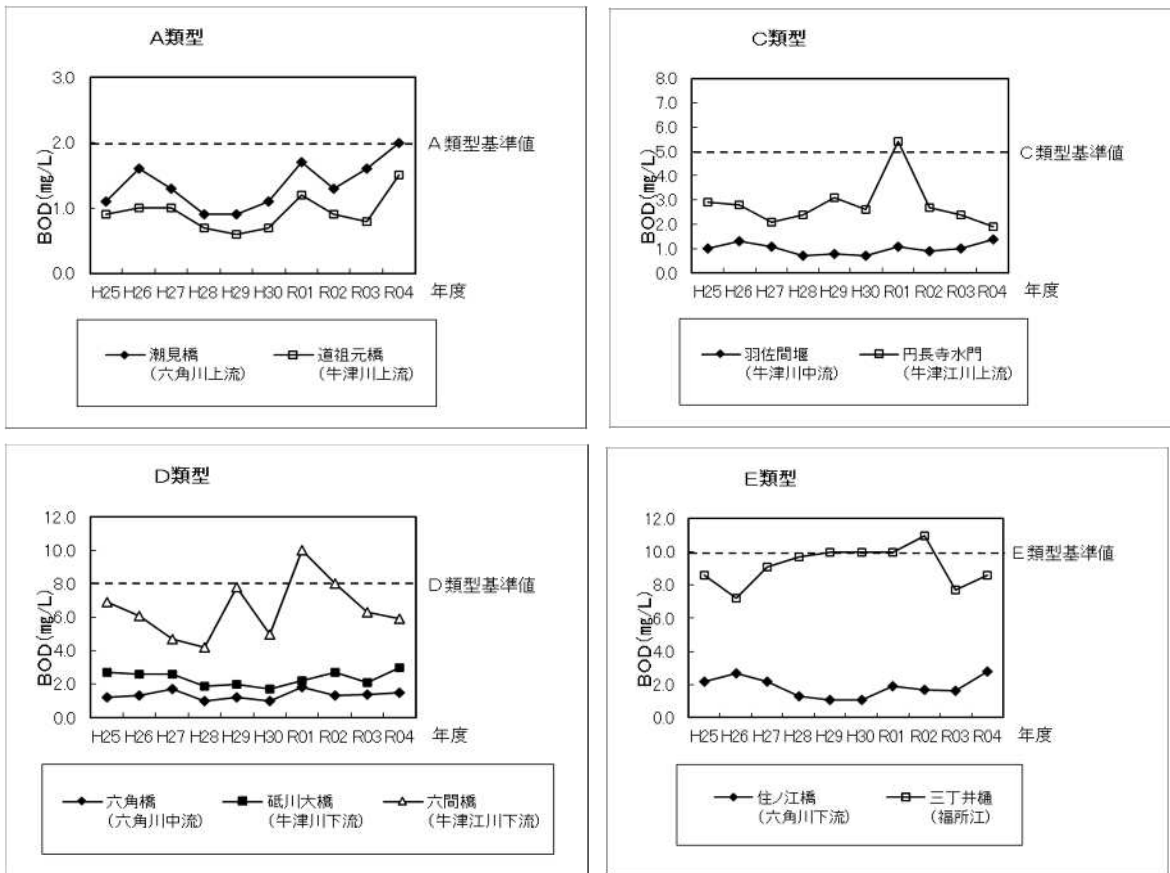 A類型
3.0
2.0
1.0
0.0
BOD(㎎/L)
A類型基準値
H25 H26 H27 H28 H29 H30 R01 R02 R03 R04
年度
潮見橋
(六角川上流)
道祖元橋
(牛津川上流)
C類型
8.0
7.0
6.0
5.0
4.0
3.0
2.0
1.0
0.0
BOD(㎎/L)
C類型基準値
H25 H26 H27 H28 H29 H30 R01 R02 R03 R04
年度
羽佐間堰
(牛津川中流)
円長寺水門
(牛津江川上流)
D類型
12.0
10.0
8.0
6.0
4.0
2.0
0.0
BOD(㎎/L)
D類型基準値
H25 H26 H27 H28 H29 H30 R01 R02 R03 R04
年度
六角橋
(六角川中流)
砥川大橋
(牛津川下流)
六間橋
(牛津江川下流)
E類型
12.0
10.0
8.0
6.0
4.0
2.0
0.0
BOD(㎎/L)
E類型基準値
H25 H26 H27 H28 H29 H30 R01 R02 R03 R04
年度
住ノ江橋
(六角川下流)
三丁井樋
(福所江)